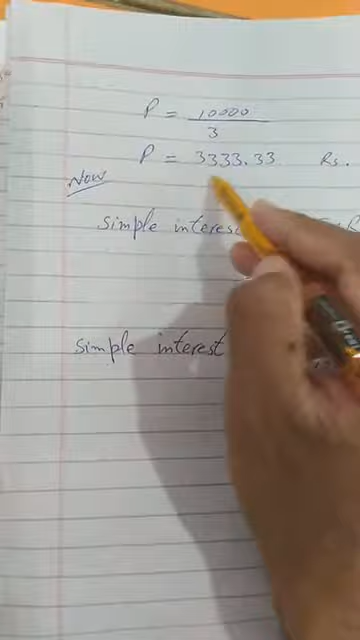 P = 10000
3
P = 3333.33 Rs.
Now
simple interest
simple interest